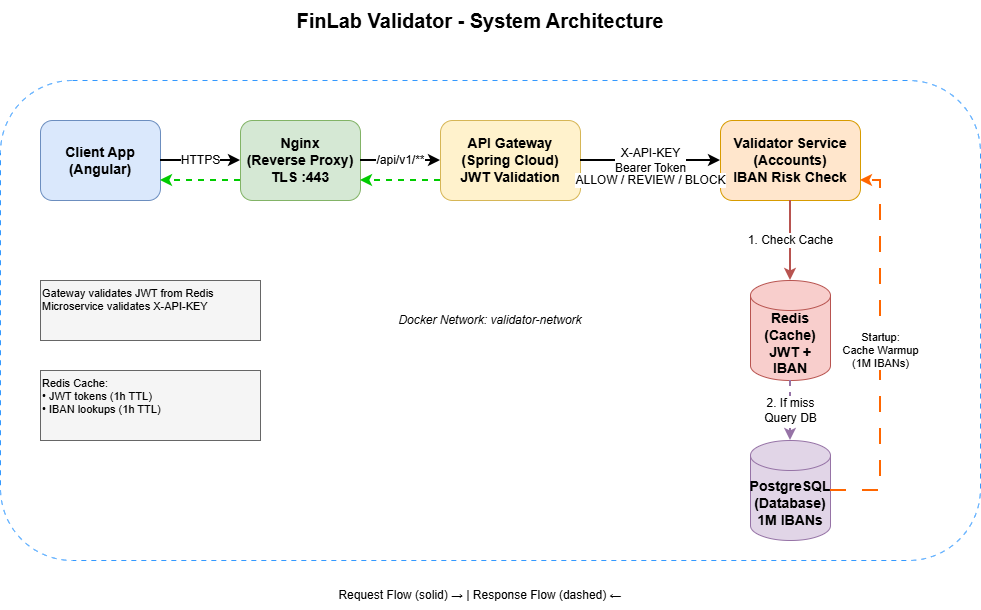 FinLab Validator - System Architecture
Client App
(Angular)
HTTPS
Nginx
(Reverse Proxy)
TLS :443
/api/v1/**
API Gateway
(Spring Cloud)
JWT Validation
X-API-KEY
Bearer Token
ALLOW / REVIEW / BLOCK
Validator Service
(Accounts)
IBAN Risk Check
1. Check Cache
Gateway validates JWT from Redis
Microservice validates X-API-KEY
Docker Network: validator-network
Redis
(Cache)
JWT +
IBAN
Startup:
Cache Warmup
(1M IBANs)
Redis Cache:
• JWT tokens (1h TTL)
• IBAN lookups (1h TTL)
2. If miss
Query DB
PostgreSQL
(Database)
1M IBANs
Request Flow (solid) → | Response Flow (dashed) ←